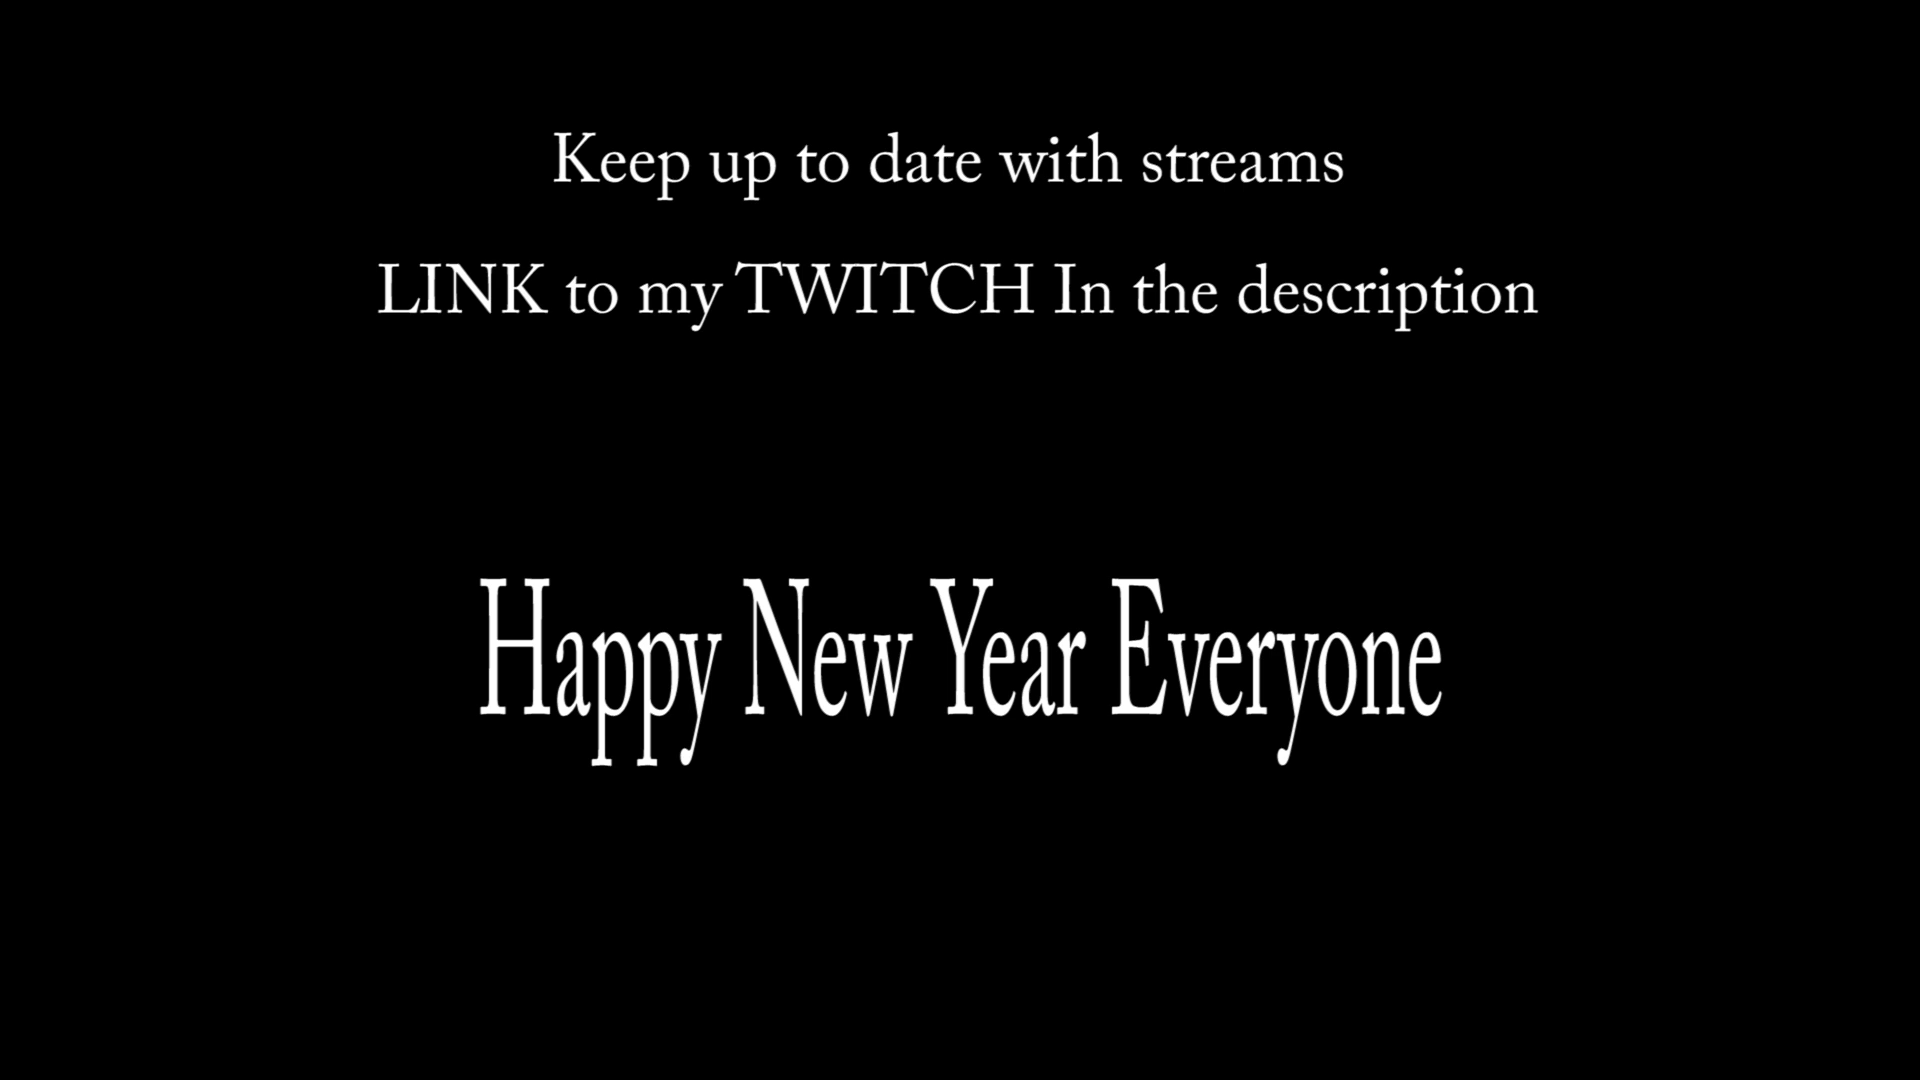 Keep up to date with streams
LINK to my TWITCH In the description
Happy New Year Everyone